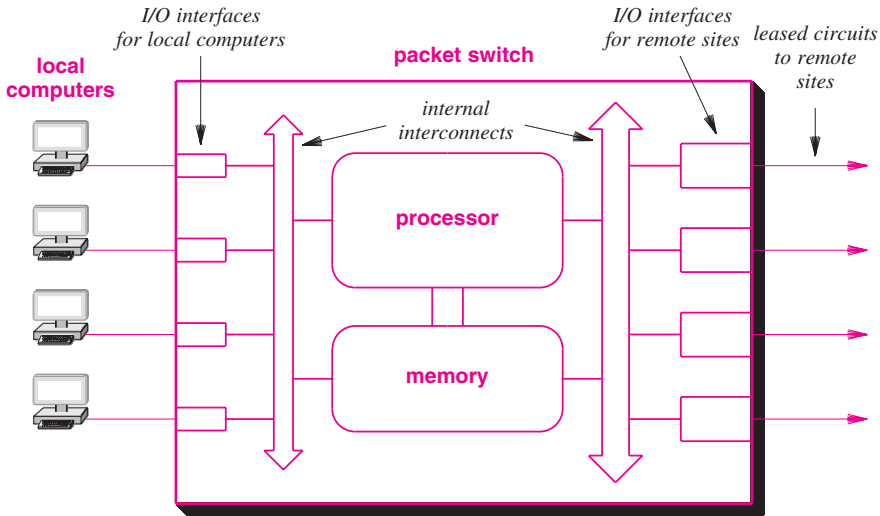 I/O interfaces
for local computers
I/O interfaces
for remote sites
leased circuits
to remote
sites
packet switch
local
computers
internal
interconnects
processor
memory